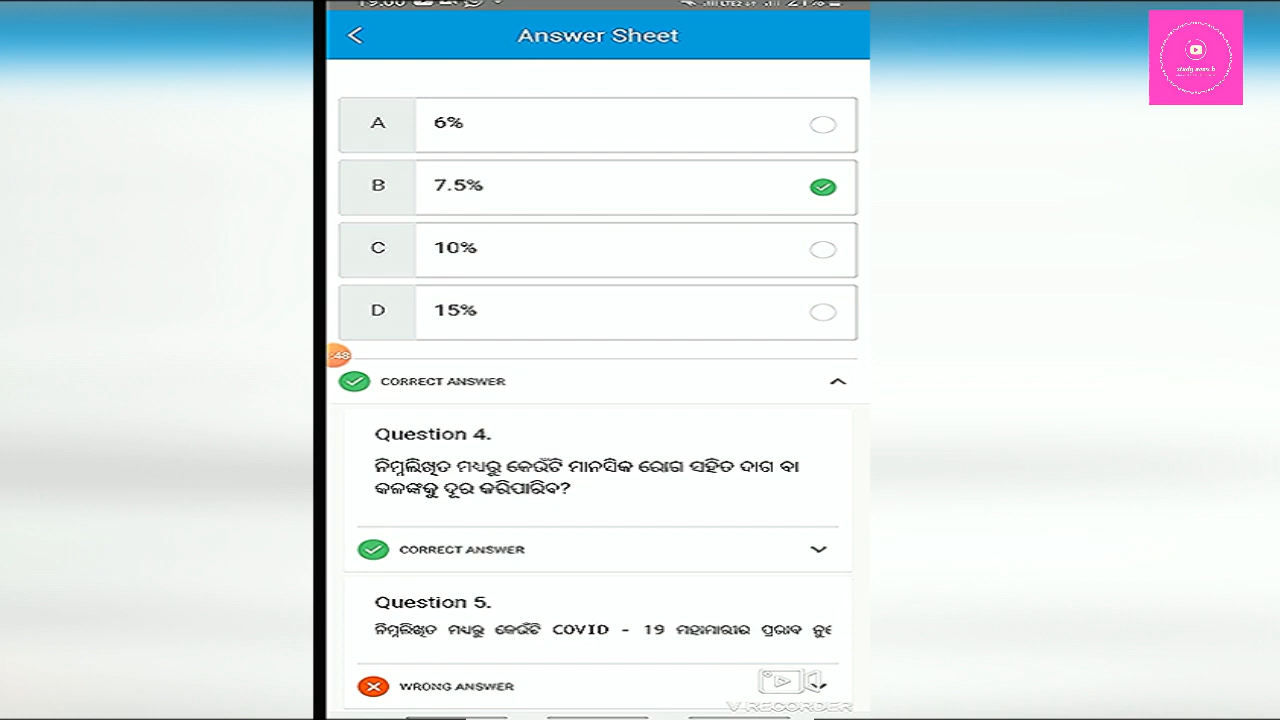 Answer Sheet
A 6%
B 7.5%
C 10%
D 15%
48
CORRECT ANSWER
Question 4.
ନିମ୍ନଲିଖିତ ମଧ୍ୟରୁ କେଉଁଟି ମାନସିକ ରୋଗ ସହିତ ଦାଗ ବା
କଳଙ୍କକୁ ଦୂର କରିପାରିବ?
CORRECT ANSWER
Question 5.
ନିମ୍ନଲିଖିତ ମଧ୍ୟରୁ କେଉଁଟି COVID - 19 ମହାମାରୀର ପ୍ରଭାବ ନୁହେଁ
WRONG ANSWER
V RECORDER